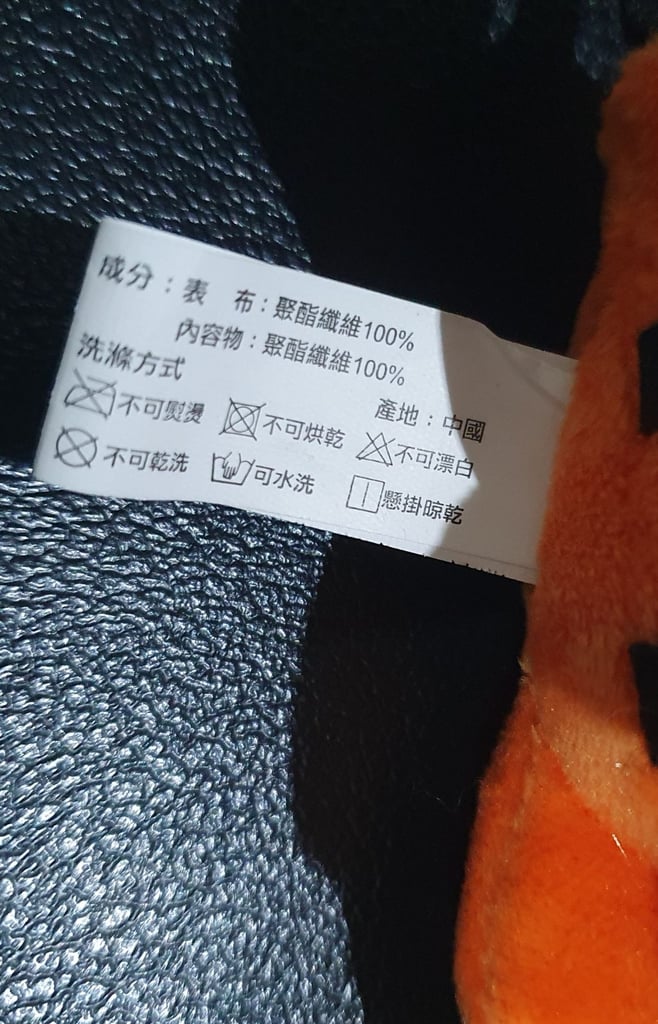 成分：表　布：聚酯纖維100%
內容物：聚酯纖維100%
洗滌方式
產地：中國
不可熨燙 不可烘乾 不可漂白
不可乾洗 可水洗 懸掛晾乾